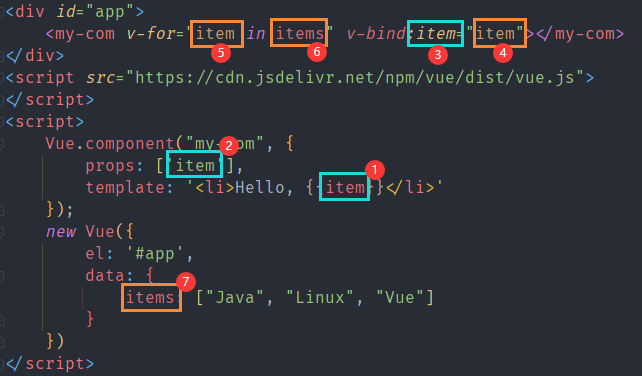 <div id="app">
<my-com v-for="item in items" v-bind:item="item"></my-com>
5 6 3 4
</div>
<script src="https://cdn.jsdelivr.net/npm/vue/dist/vue.js">
</script>
<script>
Vue.component("my-com", {
2
props: ['item'],
1
template: '<li>Hello, {{item}}</li>'
});
new Vue({
el: '#app',
data: {
7
items: ["Java", "Linux", "Vue"]
}
})
</script>